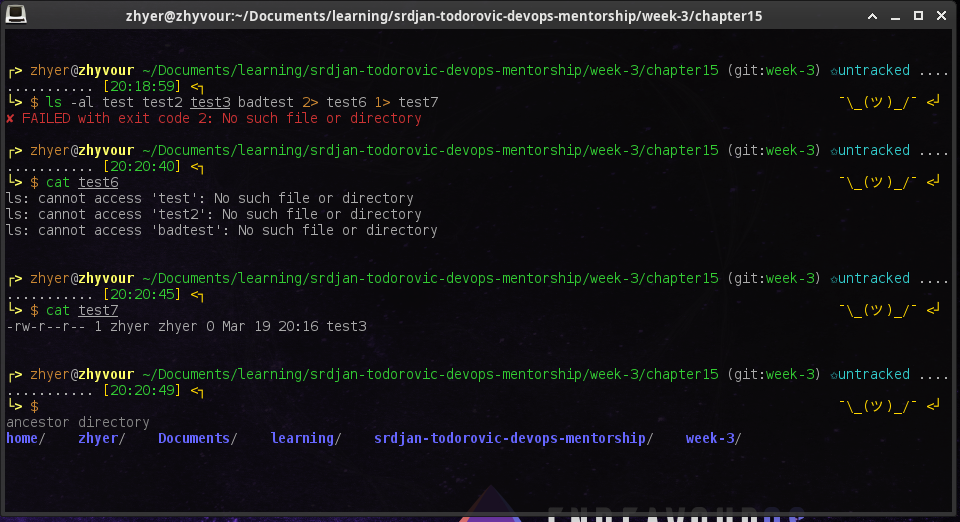 zhyer@zhyvour:~/Documents/learning/srdjan-todorovic-devops-mentorship/week-3/chapter15
┌> zhyer@zhyvour ~/Documents/learning/srdjan-todorovic-devops-mentorship/week-3/chapter15 (git:week-3) ✩untracked ....
........... [20:18:59] <┐
└> $ ls -al test test2 test3 badtest 2> test6 1> test7 ¯\_(ツ)_/¯ <┘
✘ FAILED with exit code 2: No such file or directory
┌> zhyer@zhyvour ~/Documents/learning/srdjan-todorovic-devops-mentorship/week-3/chapter15 (git:week-3) ✩untracked ....
........... [20:20:40] <┐
└> $ cat test6 ¯\_(ツ)_/¯ <┘
ls: cannot access 'test': No such file or directory
ls: cannot access 'test2': No such file or directory
ls: cannot access 'badtest': No such file or directory
┌> zhyer@zhyvour ~/Documents/learning/srdjan-todorovic-devops-mentorship/week-3/chapter15 (git:week-3) ✩untracked ....
........... [20:20:45] <┐
└> $ cat test7 ¯\_(ツ)_/¯ <┘
-rw-r--r-- 1 zhyer zhyer 0 Mar 19 20:16 test3
┌> zhyer@zhyvour ~/Documents/learning/srdjan-todorovic-devops-mentorship/week-3/chapter15 (git:week-3) ✩untracked ....
........... [20:20:49] <┐
└> $ ¯\_(ツ)_/¯ <┘
ancestor directory
home/ zhyer/ Documents/ learning/ srdjan-todorovic-devops-mentorship/ week-3/